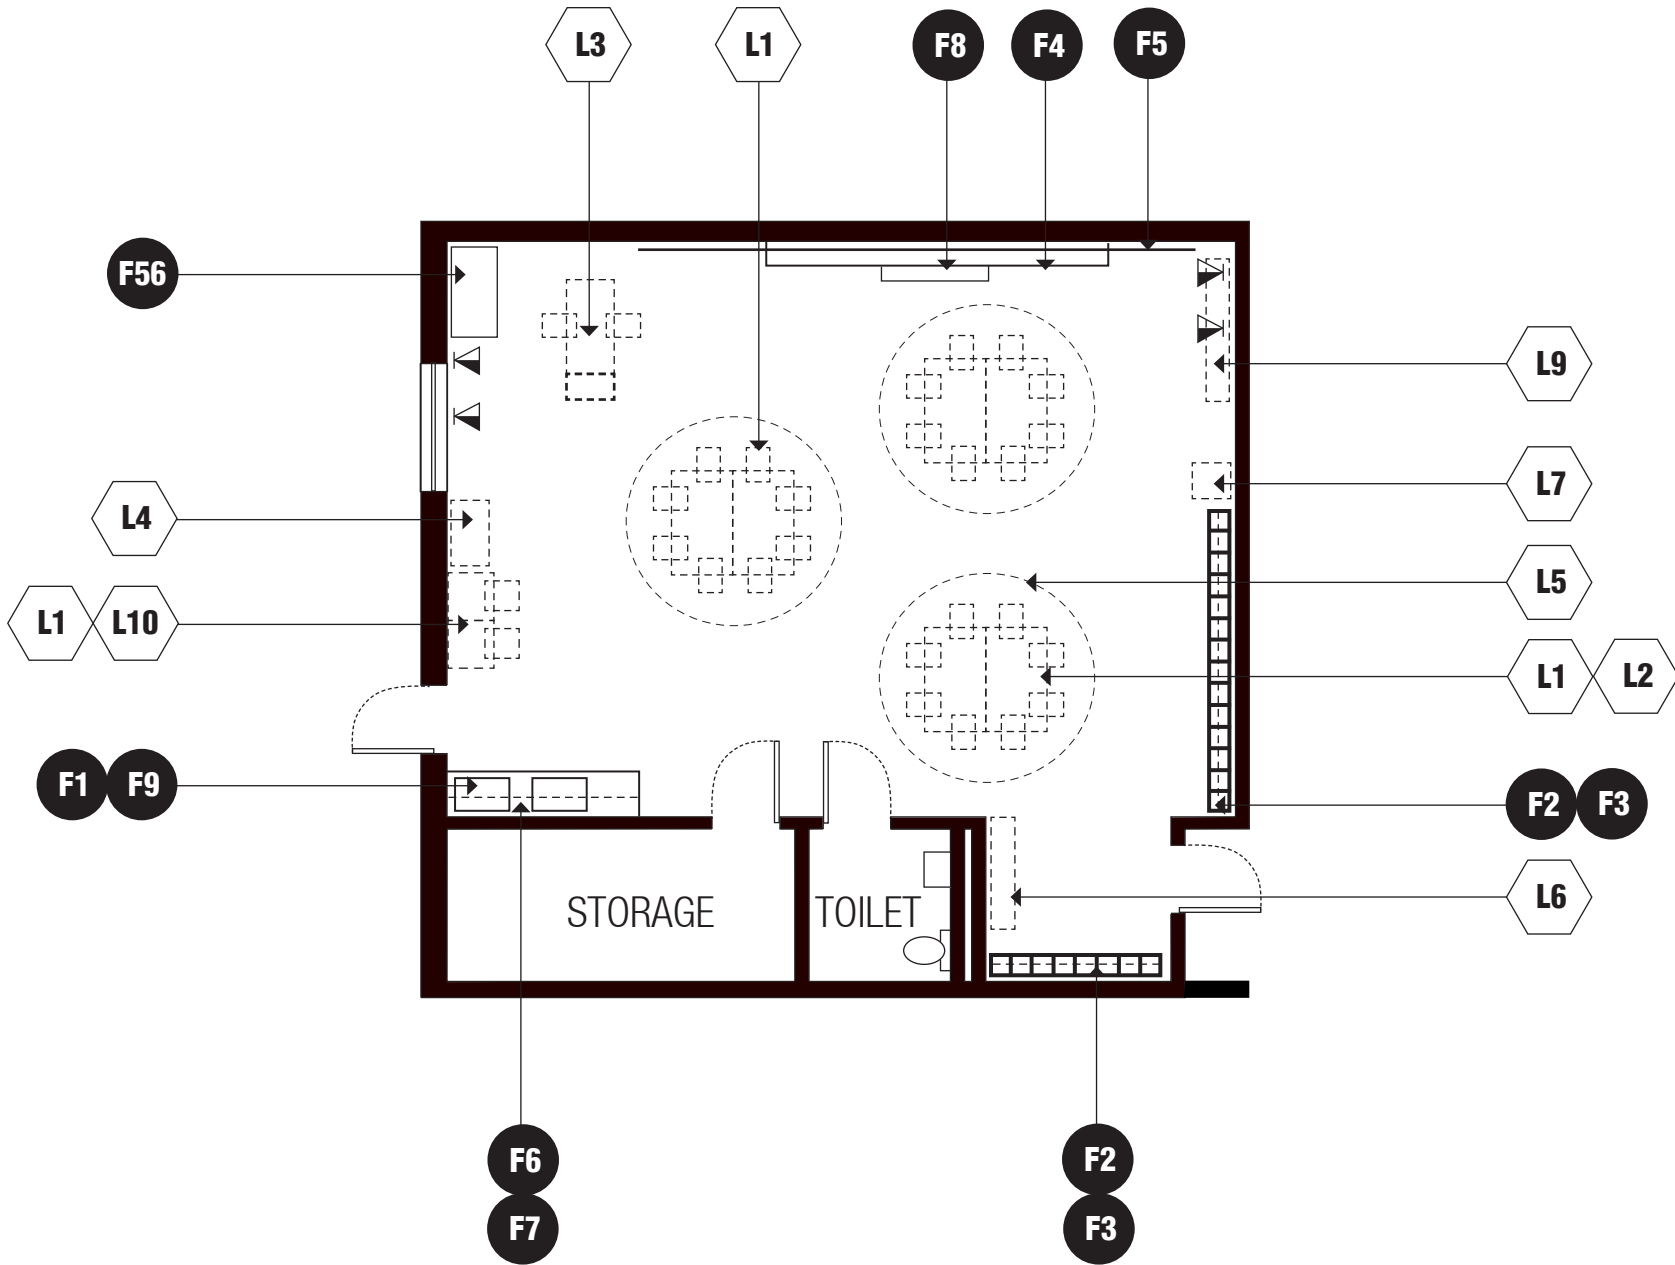 L3 L1 F8 F4 F5
F56
L9
L7
L4
L5
L1 L10
L1 L2
F1 F9
F2 F3
L6
STORAGE TOILET
F6 F2
F7 F3